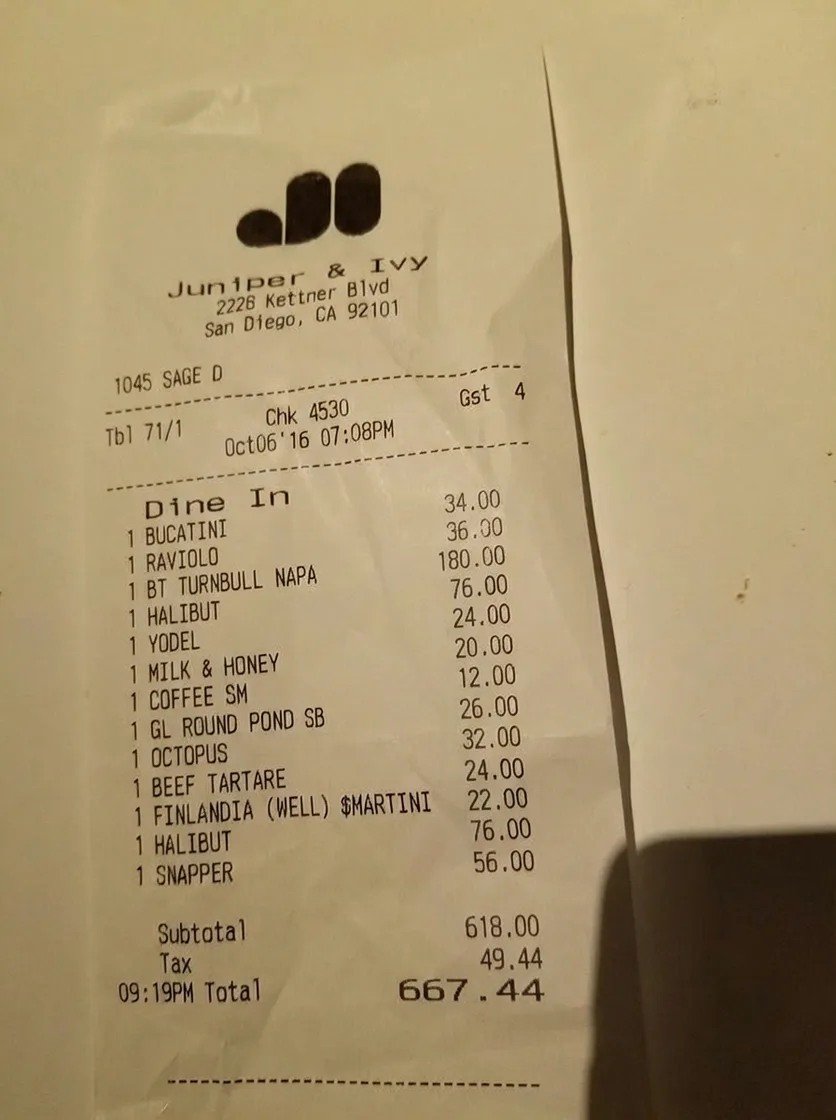 Juniper & Ivy
2226 Kettner Blvd
San Diego, CA 92101
1045 SAGE D
Tbl 71/1 Chk 4530 Gst 4
Oct06'16 07:08PM
Dine In
1 BUCATINI 34.00
1 RAVIOLO 36.00
1 BT TURNBULL NAPA 180.00
1 HALIBUT 76.00
1 YODEL 24.00
1 MILK & HONEY 20.00
1 COFFEE SM 12.00
1 GL ROUND POND SB 26.00
1 OCTOPUS 32.00
1 BEEF TARTARE 24.00
1 FINLANDIA (WELL) $MARTINI 22.00
1 HALIBUT 76.00
1 SNAPPER 56.00
Subtotal 618.00
Tax 49.44
09:19PM Total 667.44